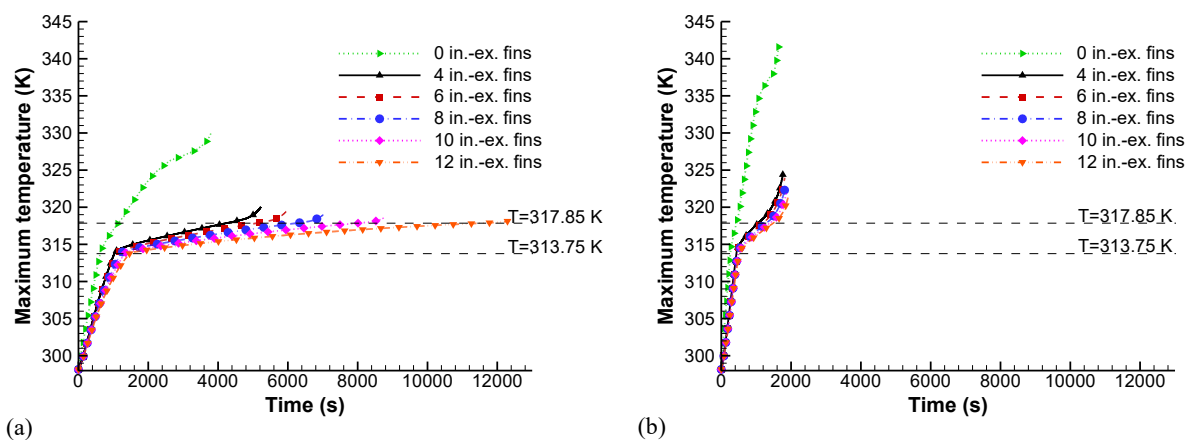 345
340
335
330
325
320
315
310
305
300
Maximum temperature (K)
0 in.-ex. fins
4 in.-ex. fins
6 in.-ex. fins
8 in.-ex. fins
10 in.-ex. fins
12 in.-ex. fins
T=317.85 K
T=313.75 K
0 2000 4000 6000 8000 10000 12000
Time (s)
(a)
345
340
335
330
325
320
315
310
305
300
Maximum temperature (K)
0 in.-ex. fins
4 in.-ex. fins
6 in.-ex. fins
8 in.-ex. fins
10 in.-ex. fins
12 in.-ex. fins
T=317.85 K
T=313.75 K
0 2000 4000 6000 8000 10000 12000
Time (s)
(b)